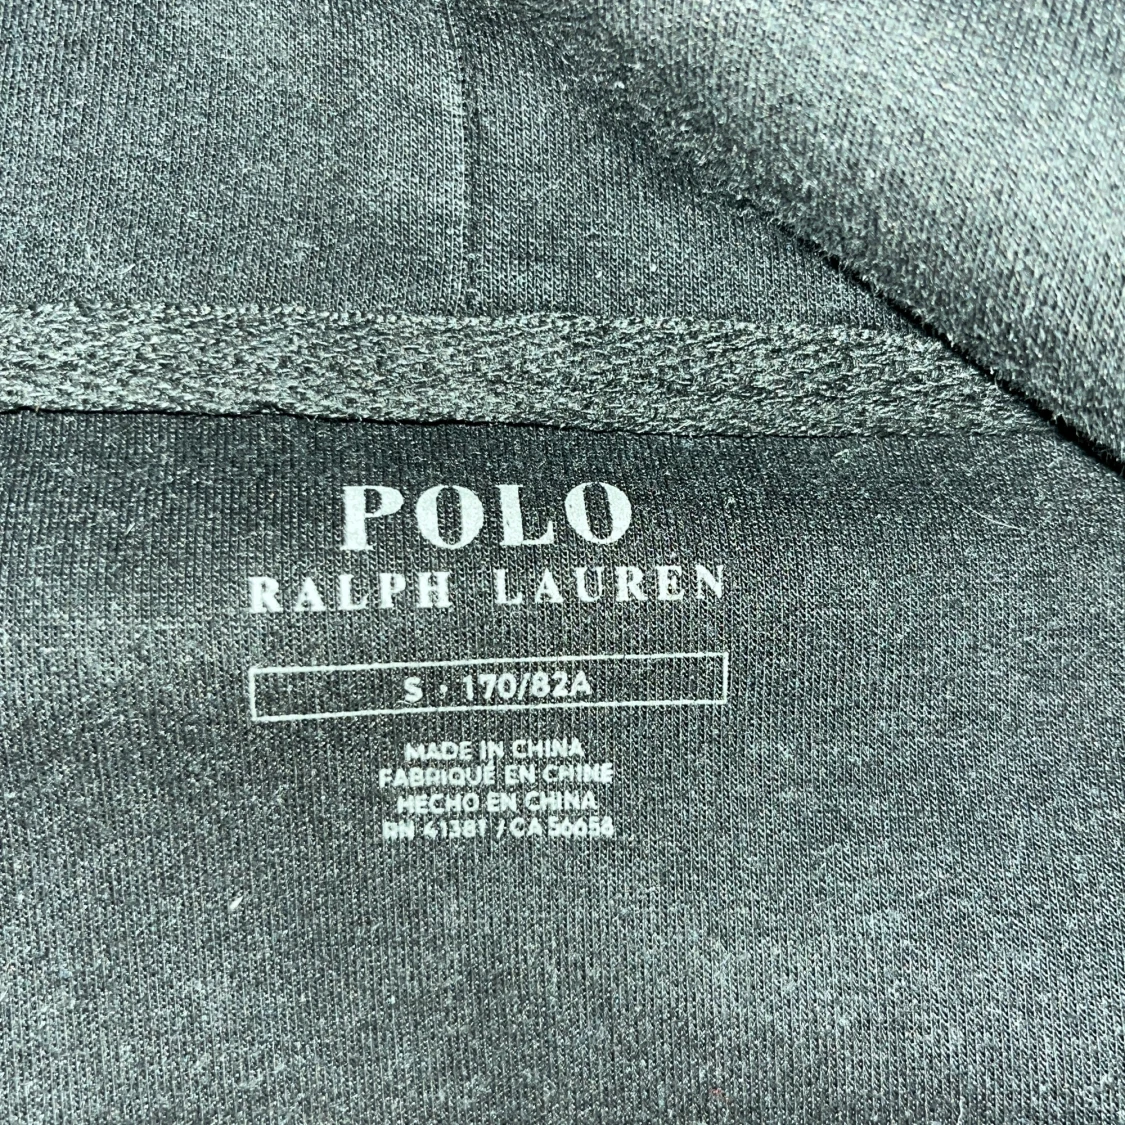 POLO
RALPH LAUREN
S · 170/82A
MADE IN CHINA
FABRIQUÉ EN CHINE
HECHO EN CHINA
RN 41381 / CA 56658